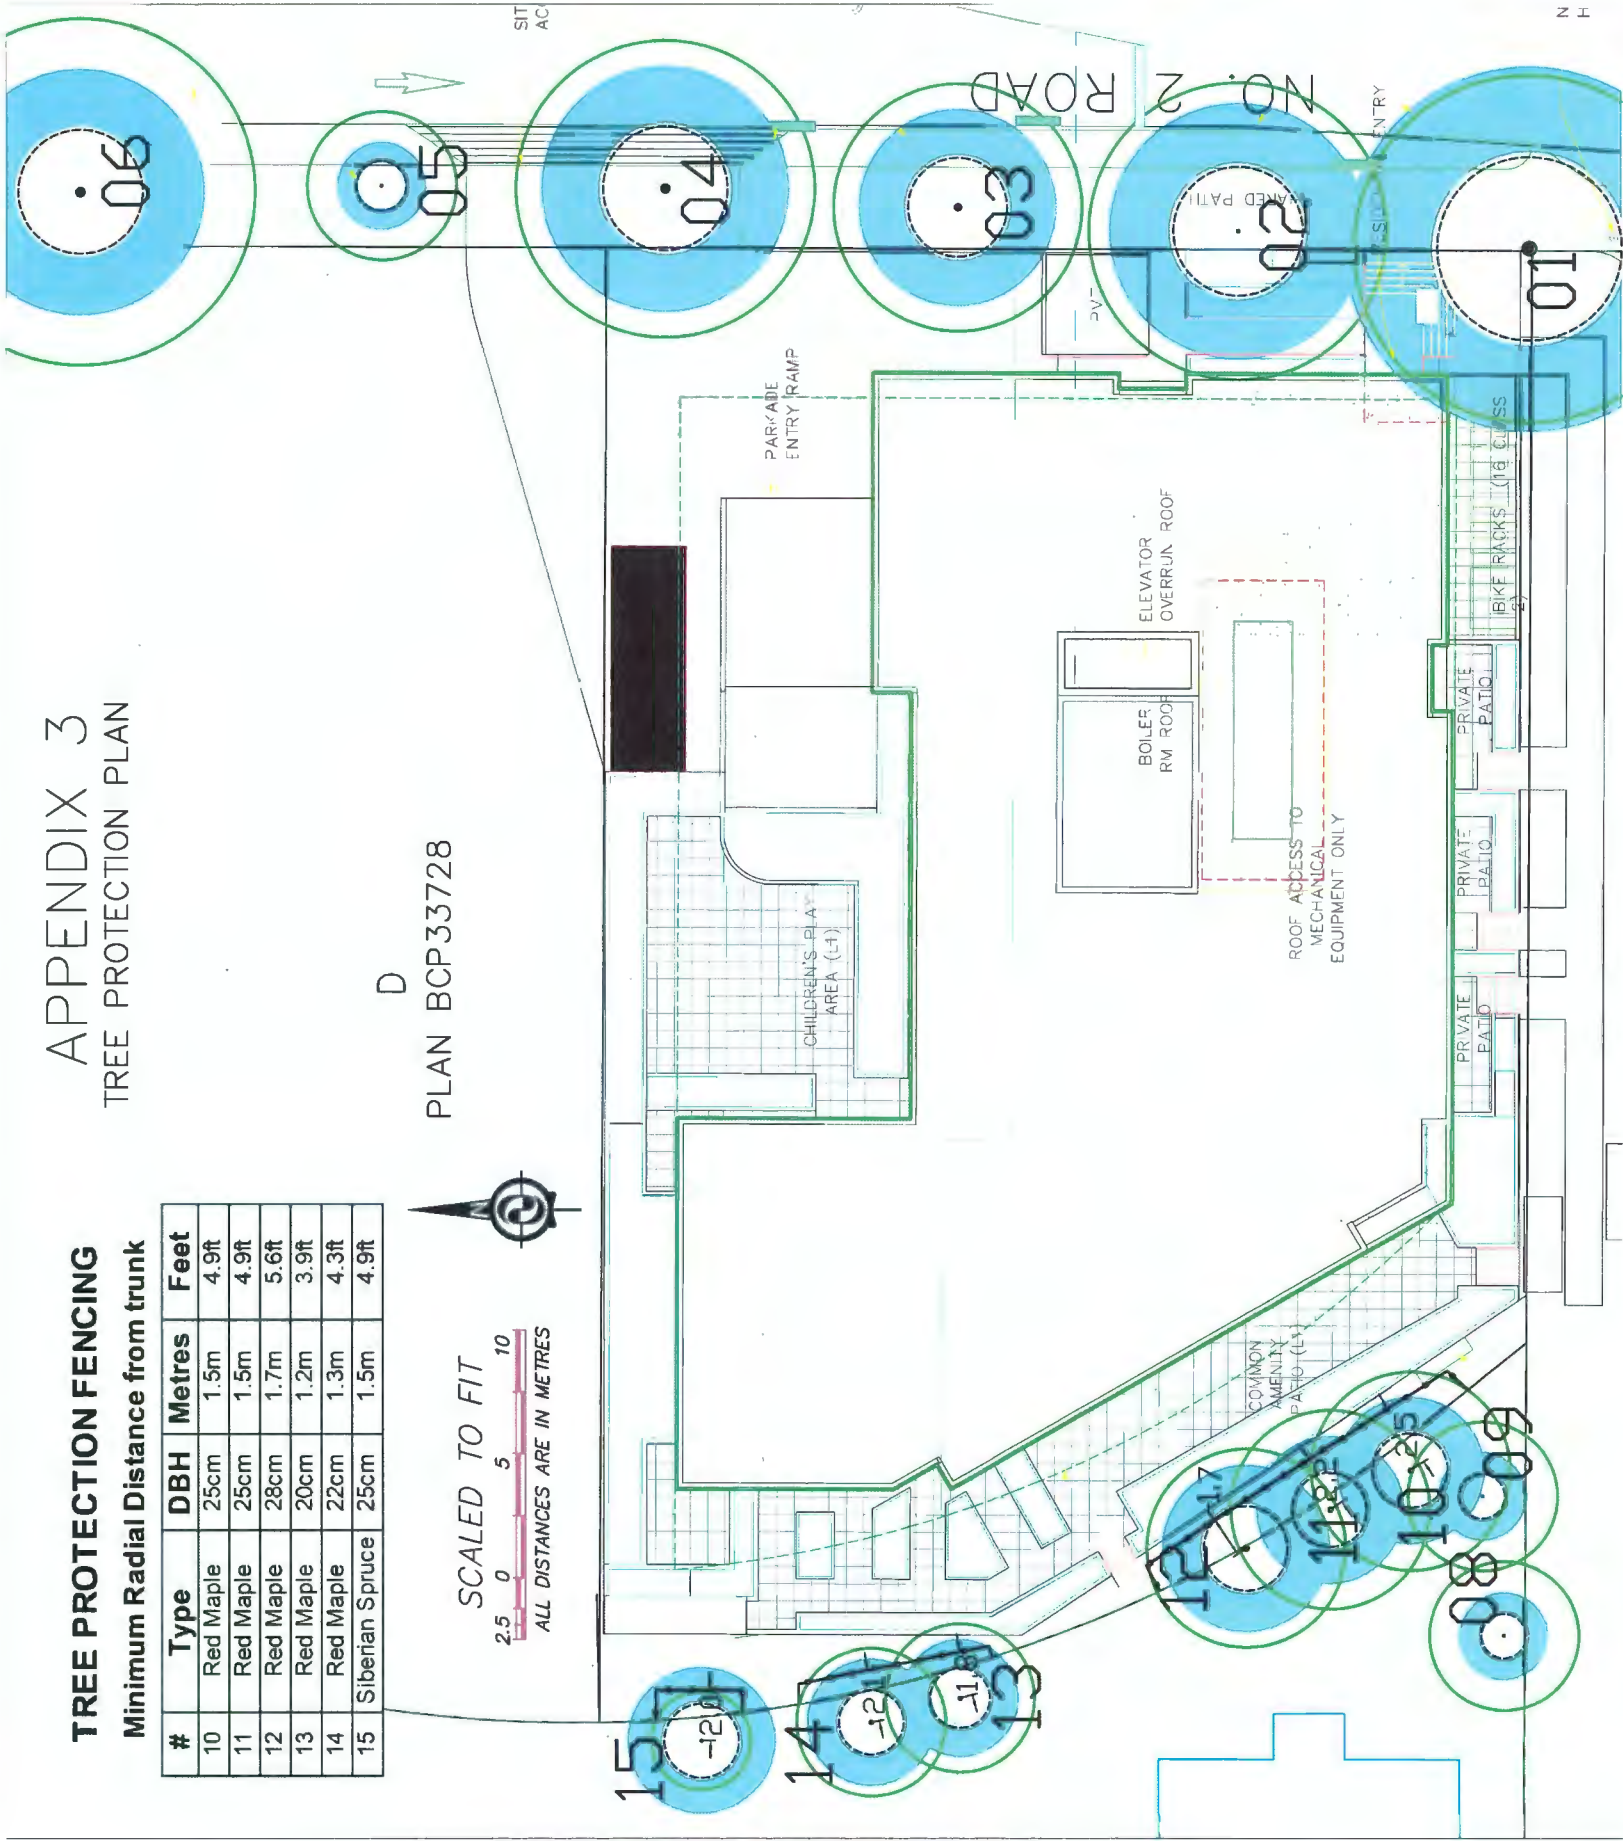 APPENDIX 3
TREE PROTECTION PLAN
TREE PROTECTION FENCING
Minimum Radial Distance from trunk
# Type DBH Metres Feet
10 Red Maple 25cm 1.5m 4.9ft
11 Red Maple 25cm 1.5m 4.9ft
12 Red Maple 28cm 1.7m 5.6ft
13 Red Maple 20cm 1.2m 3.9ft
14 Red Maple 22cm 1.3m 4.3ft
15 Siberian Spruce 25cm 1.5m 4.9ft
D
PLAN BCP33728
N
SCALED TO FIT
2.5 0 5 10
ALL DISTANCES ARE IN METRES
NO. 2 ROAD
06
05
04
03
02
01
ENTRY
PARKADE
ENTRY RAMP
CHILDREN'S PLAY
AREA (L1)
ELEVATOR
OVERRUN ROOF
BOILER
RM ROOF
ROOF ACCESS TO
MECHANICAL
EQUIPMENT ONLY
BIKE RACKS (16 CLASS
2)
PRIVATE
PATIO
PRIVATE
PATIO
PRIVATE
PATIO
COMMON
AMENITY
PATIO (L1)
15
14
13
12
11
10
09
08